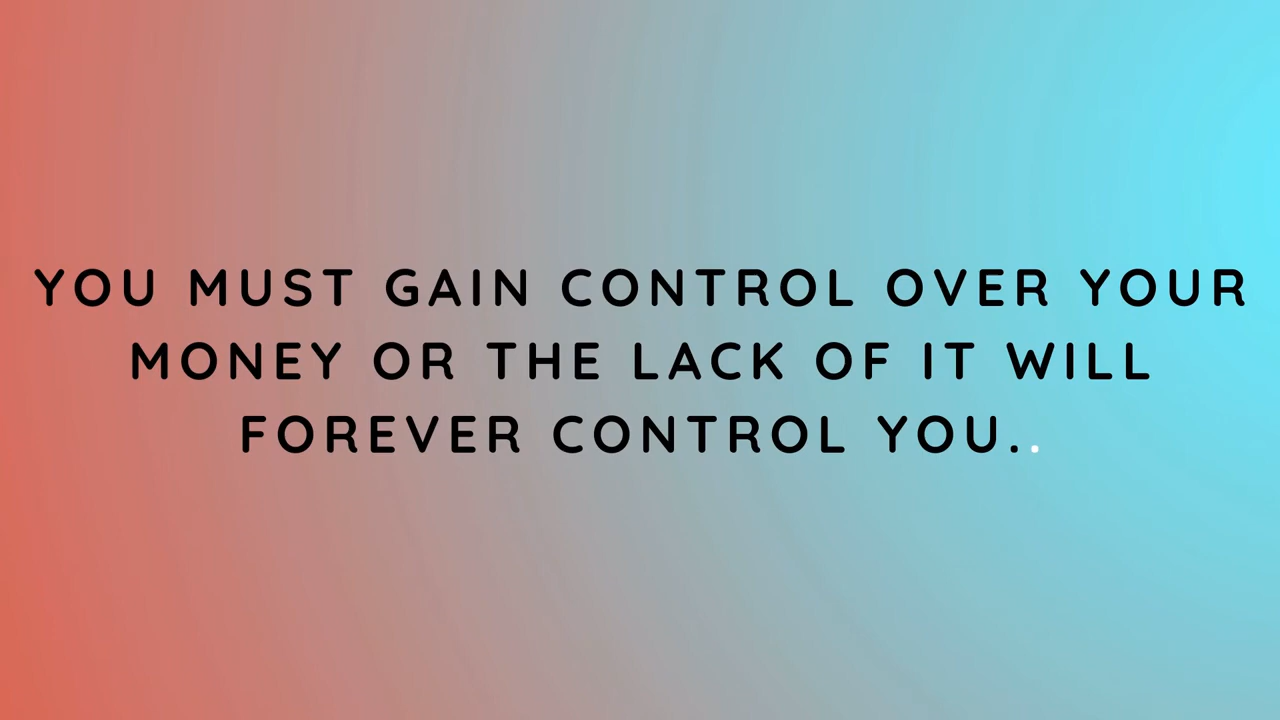 YOU MUST GAIN CONTROL OVER YOUR
MONEY OR THE LACK OF IT WILL
FOREVER CONTROL YOU..